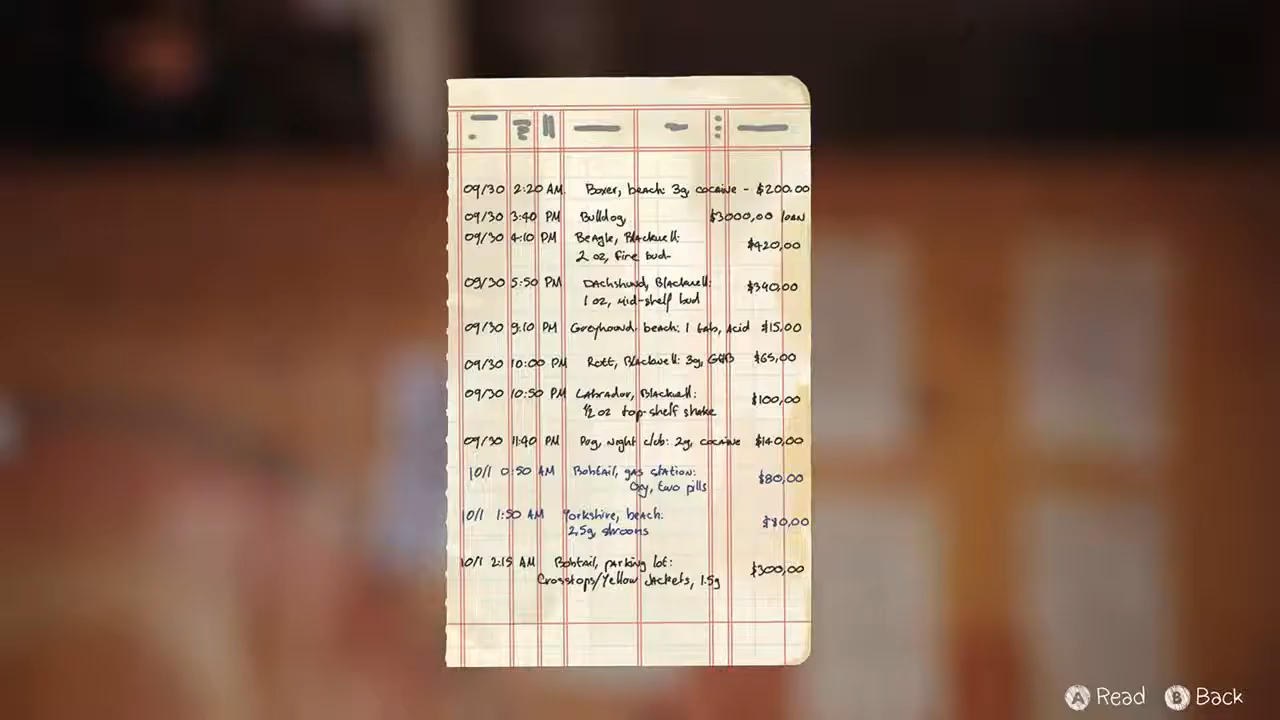 09/30 2:20 AM. Boxer, beach: 3g, cocaine - $200.00
09/30 3:40 PM Bulldog, $3000,00 loan
09/30 4:10 PM Beagle, Blackwell: $420,00
2 oz, fire bud-
09/30 5:50 PM Dachshund, Blackwell: $340.00
1 oz, mid-shelf bud
09/30 9:10 PM Greyhound, beach: 1 tab, Acid $15.00
09/30 10:00 PM Rott, Blackwell: 3g, GHB $65,00
09/30 10:50 PM Labrador, Blackwell: $100,00
1/2 oz top-shelf shake
09/30 11:40 PM Pug, night club: 2g, cocaine $140,00
10/1 0:50 AM Bobtail, gas station: $80,00
Oxy, two pills
10/1 1:50 AM Yorkshire, beach:
2,5g, shrooms
10/1 2:15 AM Bobtail, parking lot: $300,00
Crosstops/Yellow Jackets, 1.5g
A Read B Back